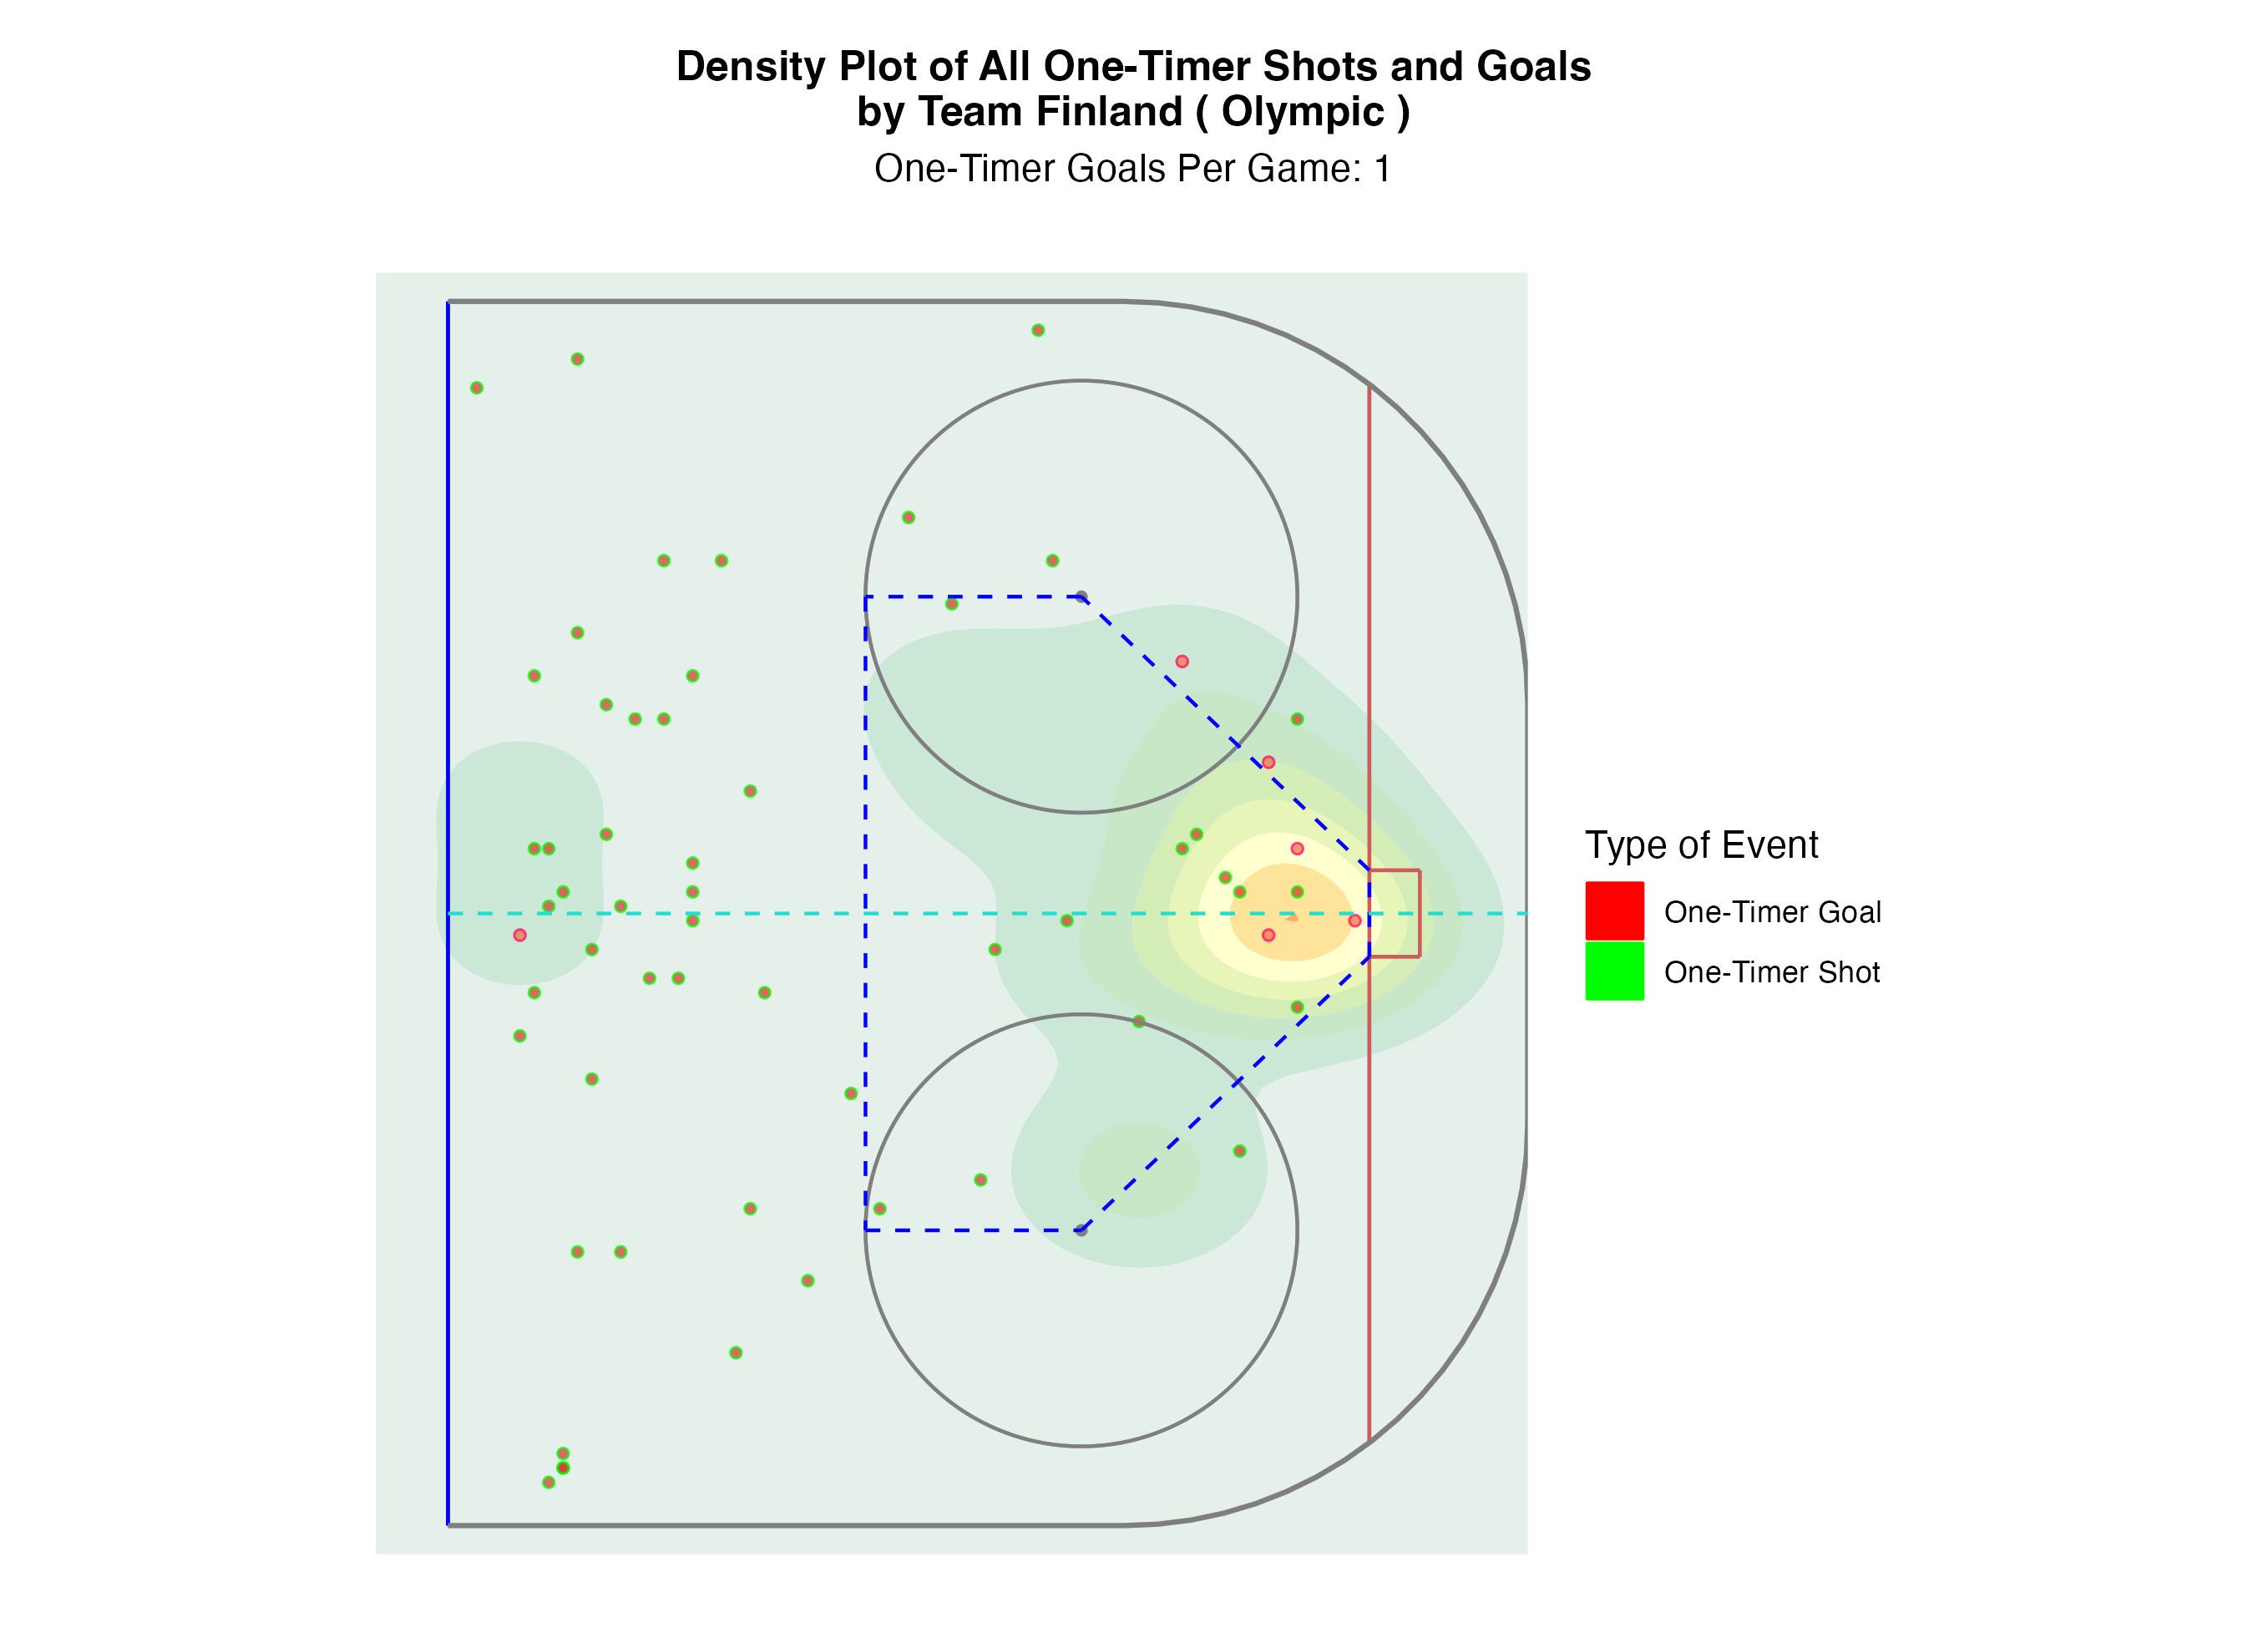 Density Plot of All One-Timer Shots and Goals
by Team Finland ( Olympic )
One-Timer Goals Per Game: 1
Type of Event
One-Timer Goal
One-Timer Shot